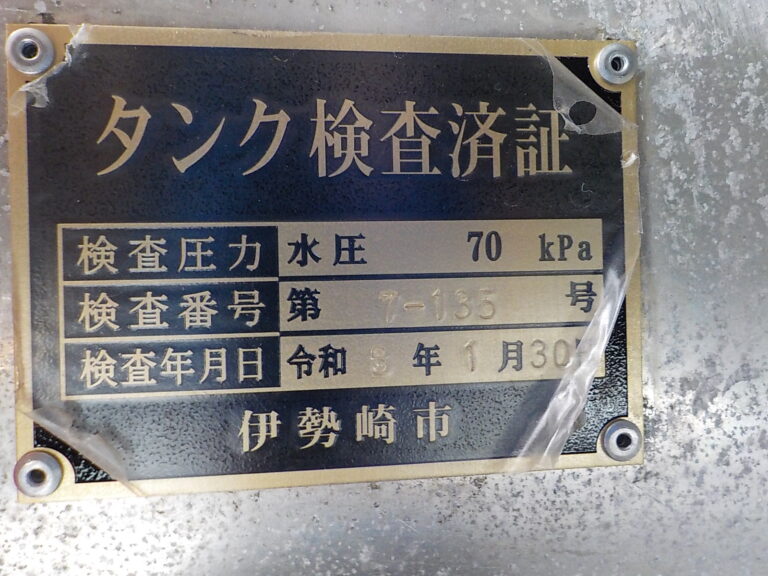 タンク検査済証
検査圧力 水圧 70 kPa
検査番号 第 7-135 号
検査年月日 令和 8 年 1 月 30日
伊勢崎市